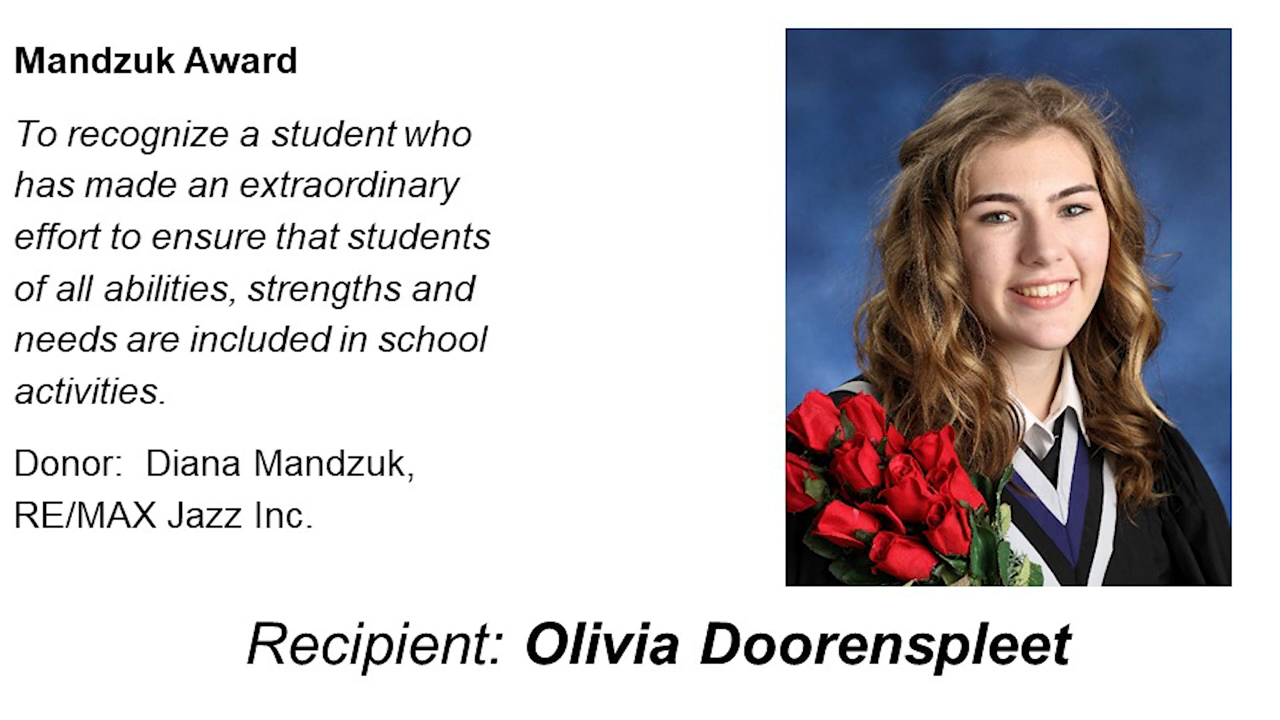 Mandzuk Award
To recognize a student who
has made an extraordinary
effort to ensure that students
of all abilities, strengths and
needs are included in school
activities.
Donor:  Diana Mandzuk,
RE/MAX Jazz Inc.
Recipient: Olivia Doorenspleet